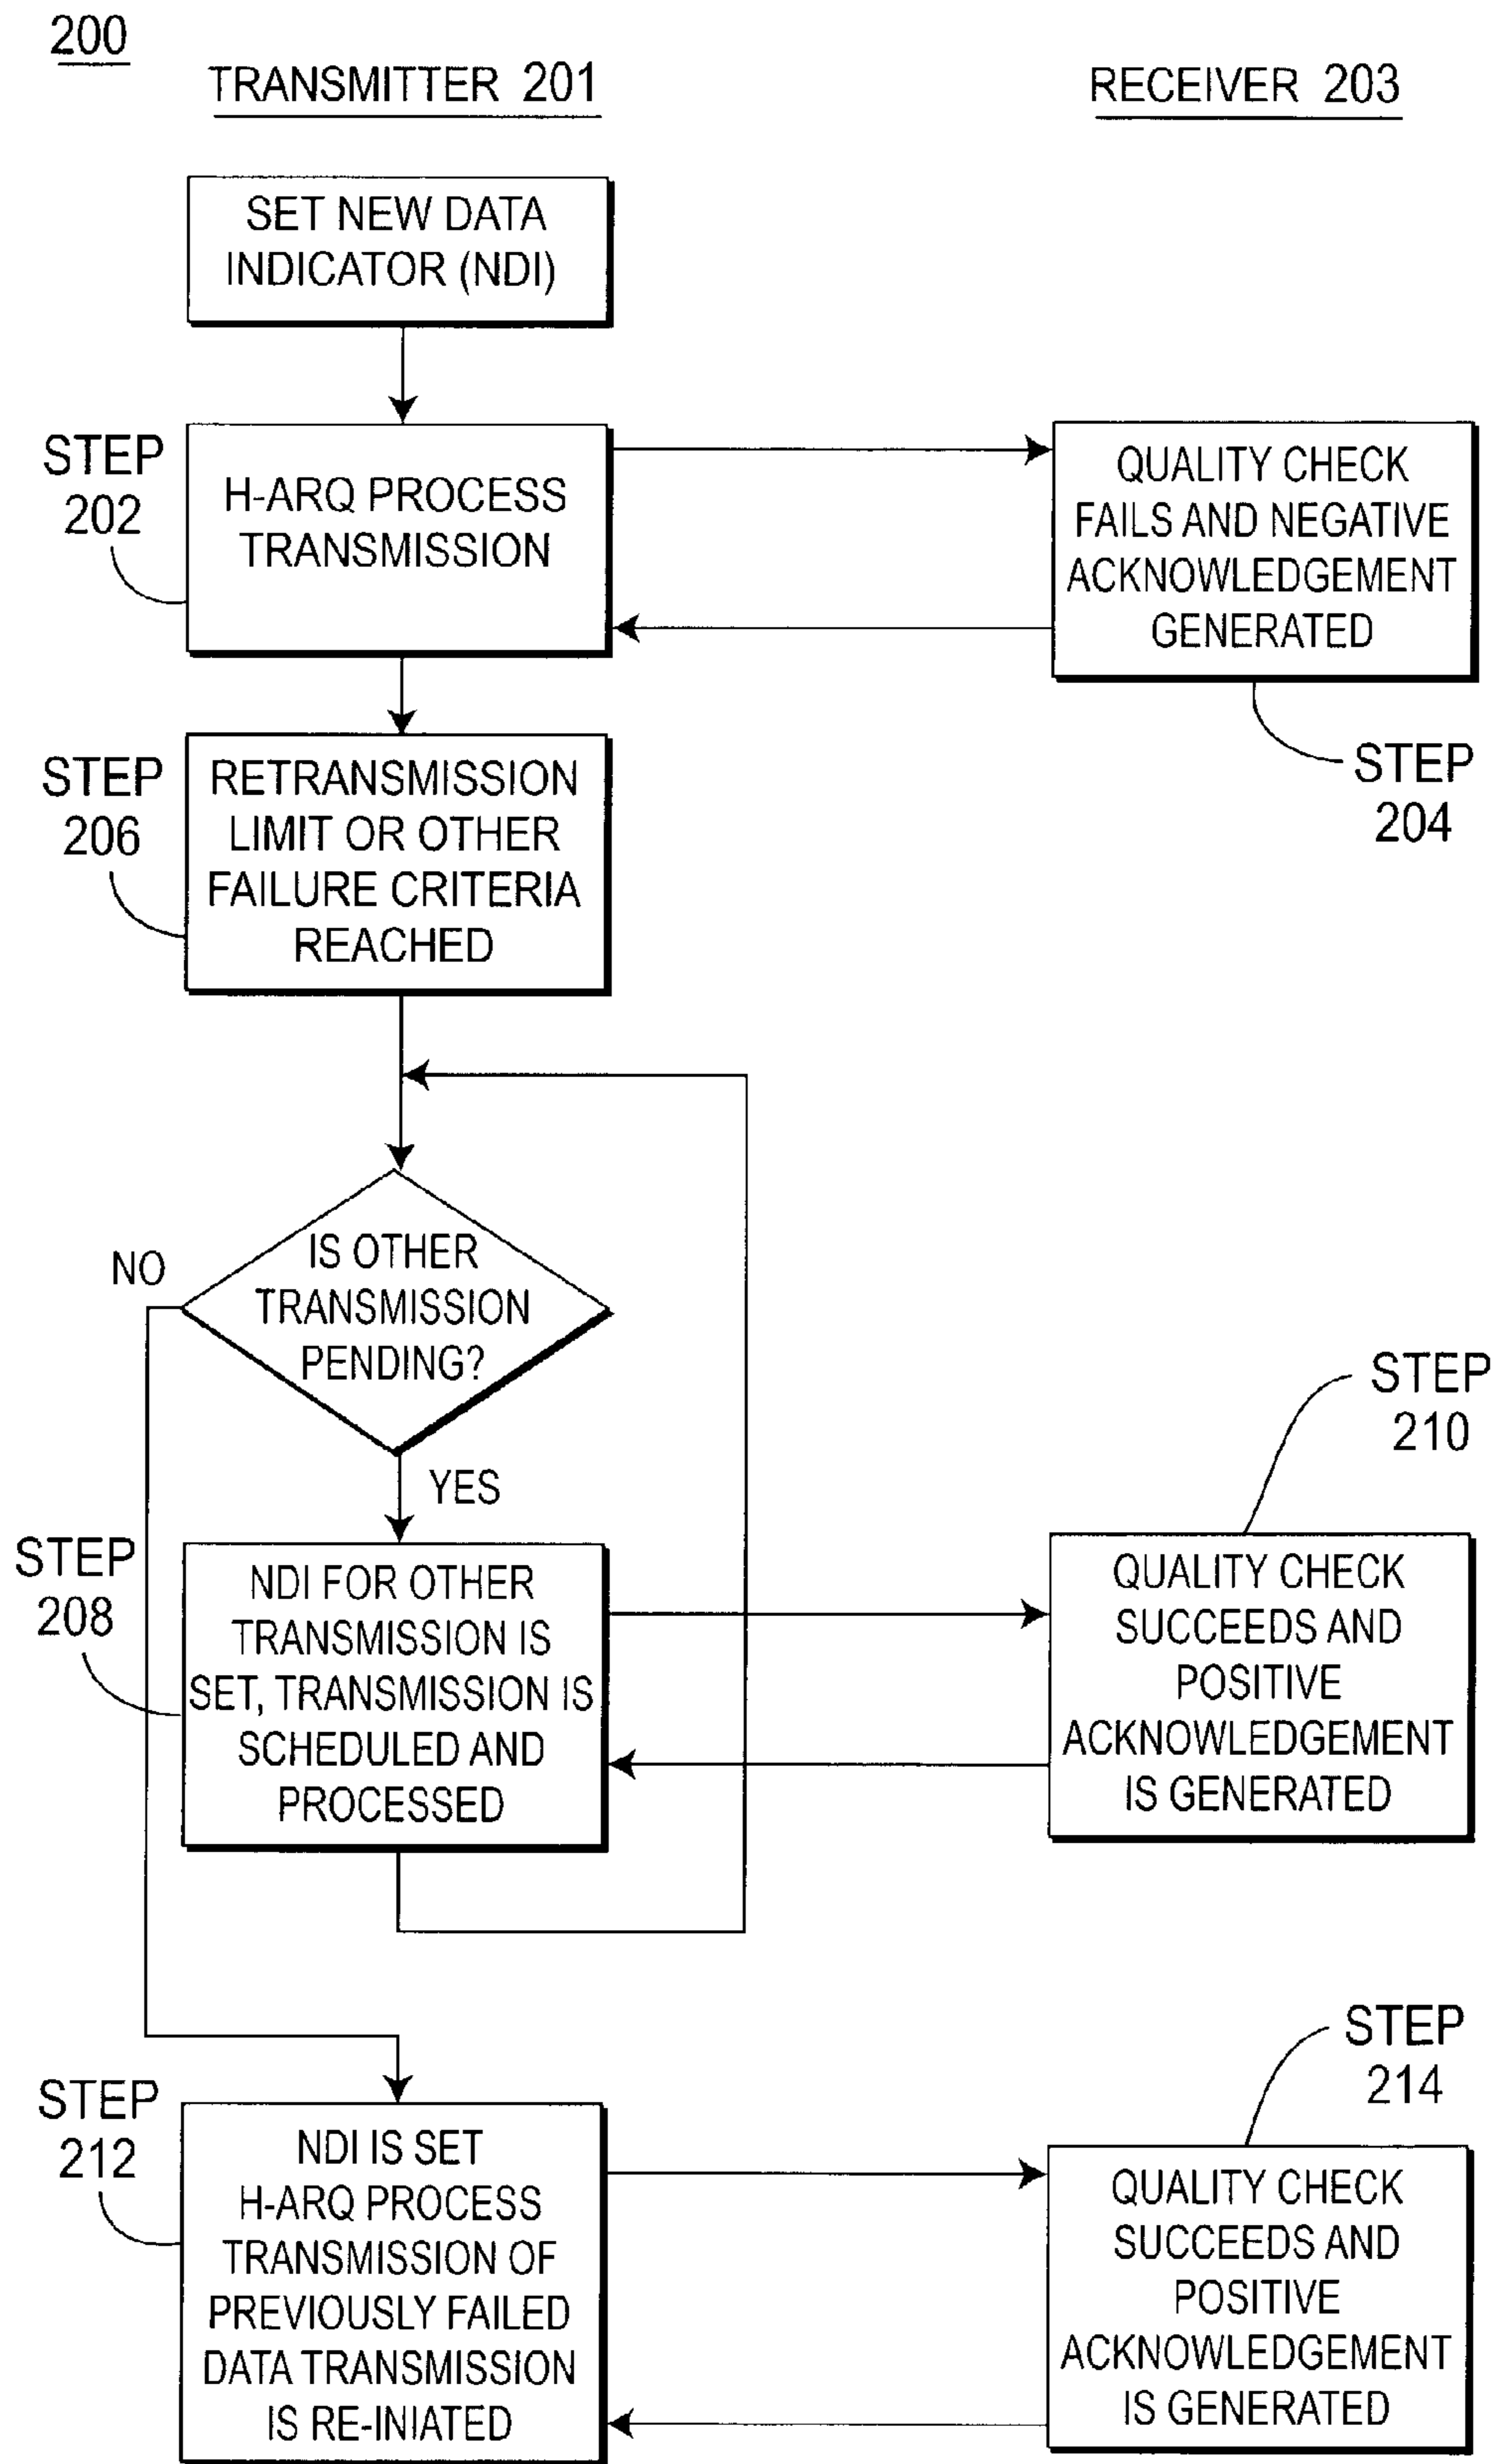 200
TRANSMITTER 201
RECEIVER 203
SET NEW DATA
INDICATOR (NDI)
STEP
202
H-ARQ PROCESS
TRANSMISSION
QUALITY CHECK
FAILS AND NEGATIVE
ACKNOWLEDGEMENT
GENERATED
STEP
204
STEP
206
RETRANSMISSION
LIMIT OR OTHER
FAILURE CRITERIA
REACHED
NO
IS OTHER
TRANSMISSION
PENDING?
YES
STEP
208
NDI FOR OTHER
TRANSMISSION IS
SET, TRANSMISSION IS
SCHEDULED AND
PROCESSED
STEP
210
QUALITY CHECK
SUCCEEDS AND
POSITIVE
ACKNOWLEDGEMENT
IS GENERATED
STEP
212
NDI IS SET
H-ARQ PROCESS
TRANSMISSION OF
PREVIOUSLY FAILED
DATA TRANSMISSION
IS RE-INIATED
STEP
214
QUALITY CHECK
SUCCEEDS AND
POSITIVE
ACKNOWLEDGEMENT
IS GENERATED